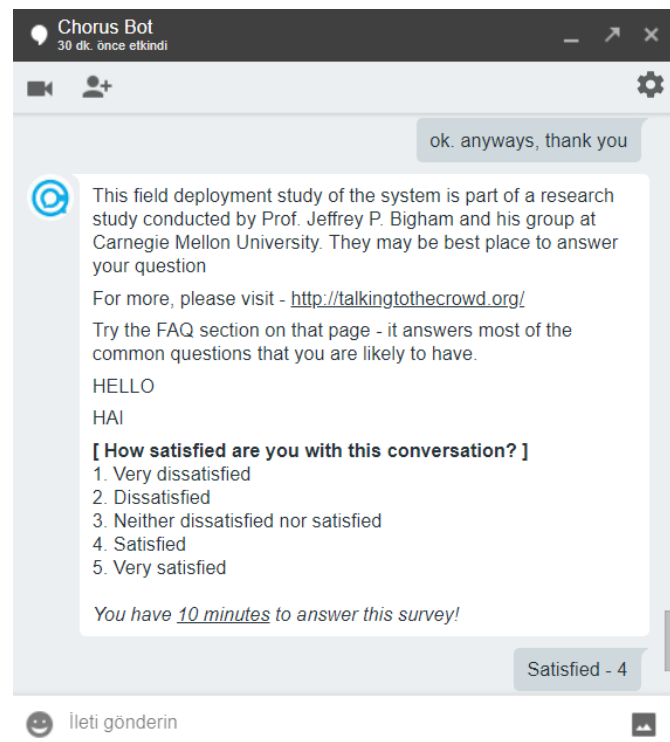 Chorus Bot
30 dk. önce etkindi
ok. anyways, thank you
This field deployment study of the system is part of a research
study conducted by Prof. Jeffrey P. Bigham and his group at
Carnegie Mellon University. They may be best place to answer
your question
For more, please visit - http://talkingtothecrowd.org/
Try the FAQ section on that page - it answers most of the
common questions that you are likely to have.
HELLO
HAI
[ How satisfied are you with this conversation? ]
1. Very dissatisfied
2. Dissatisfied
3. Neither dissatisfied nor satisfied
4. Satisfied
5. Very satisfied
You have 10 minutes to answer this survey!
Satisfied - 4
İleti gönderin